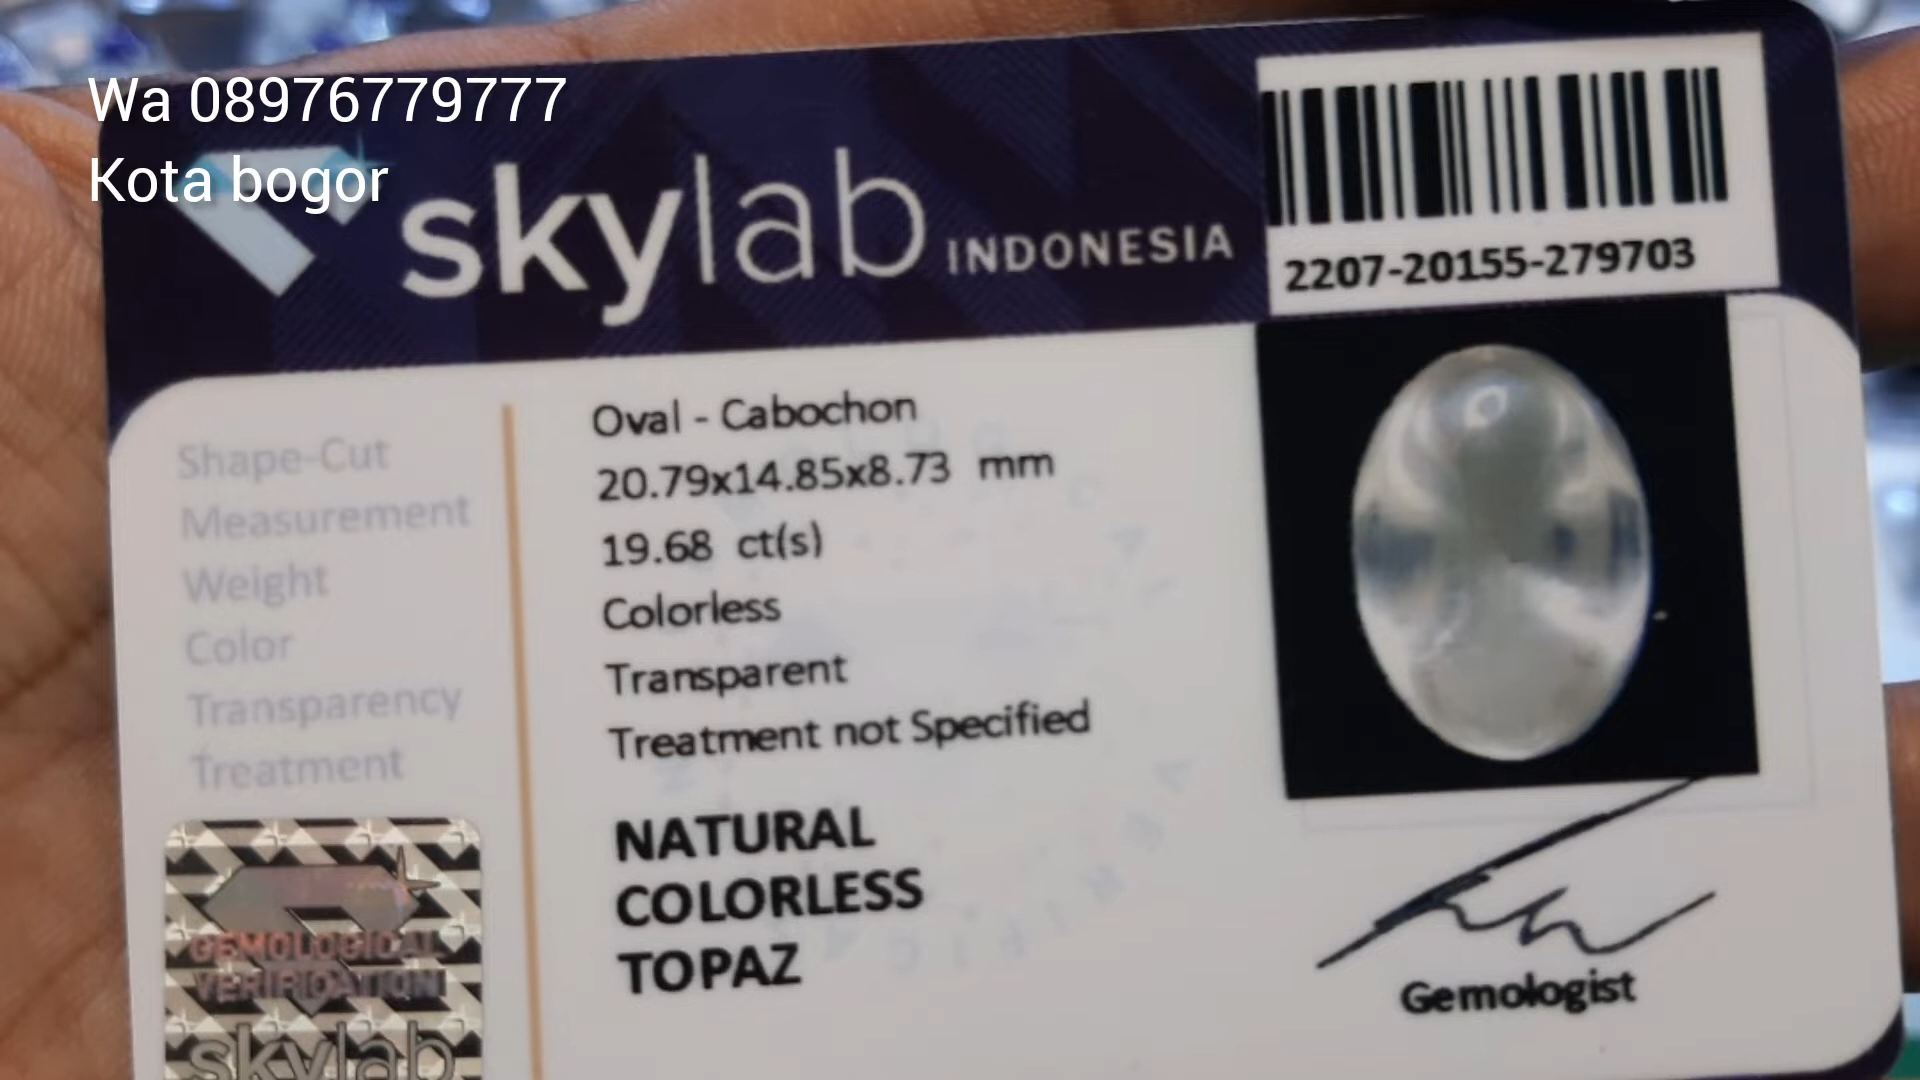 Wa 08976779777
Kota bogor
skylab INDONESIA
2207-20155-279703
Shape-Cut Oval - Cabochon
Measurement 20.79x14.85x8.73 mm
Weight 19.68 ct(s)
Color Colorless
Transparency Transparent
Treatment Treatment not Specified
NATURAL
COLORLESS
TOPAZ
GEMOLOGICAL
VERIFICATION
skylab
Gemologist